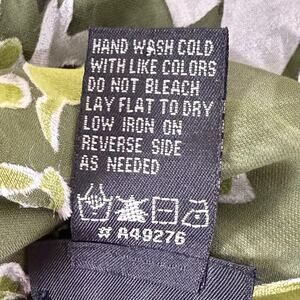 HAND WASH COLD
WITH LIKE COLORS
DO NOT BLEACH
LAY FLAT TO DRY
LOW IRON ON
REVERSE SIDE
AS NEEDED
# A49276